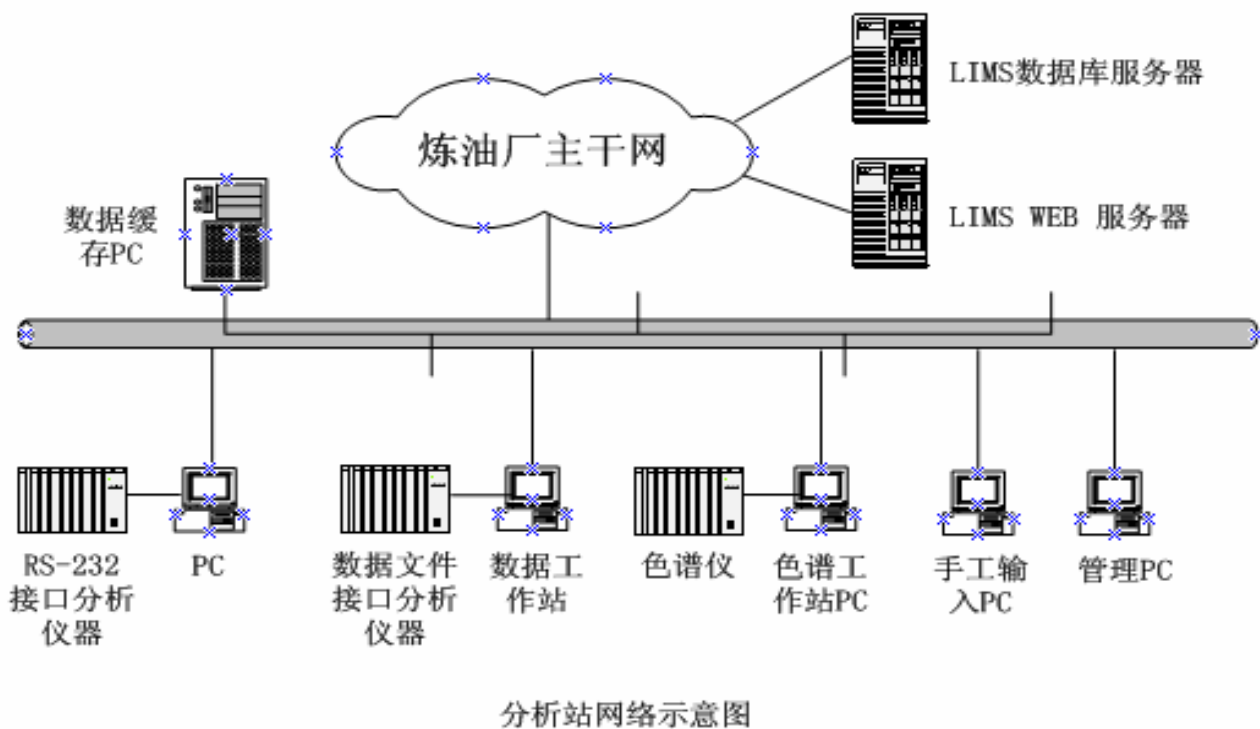 LIMS数据库服务器
炼油厂主干网
LIMS WEB 服务器
数据缓
存PC
RS-232
接口分析
仪器
PC
数据文件
接口分析
仪器
数据工
作站
色谱仪
色谱工
作站PC
手工输
入PC
管理PC
分析站网络示意图